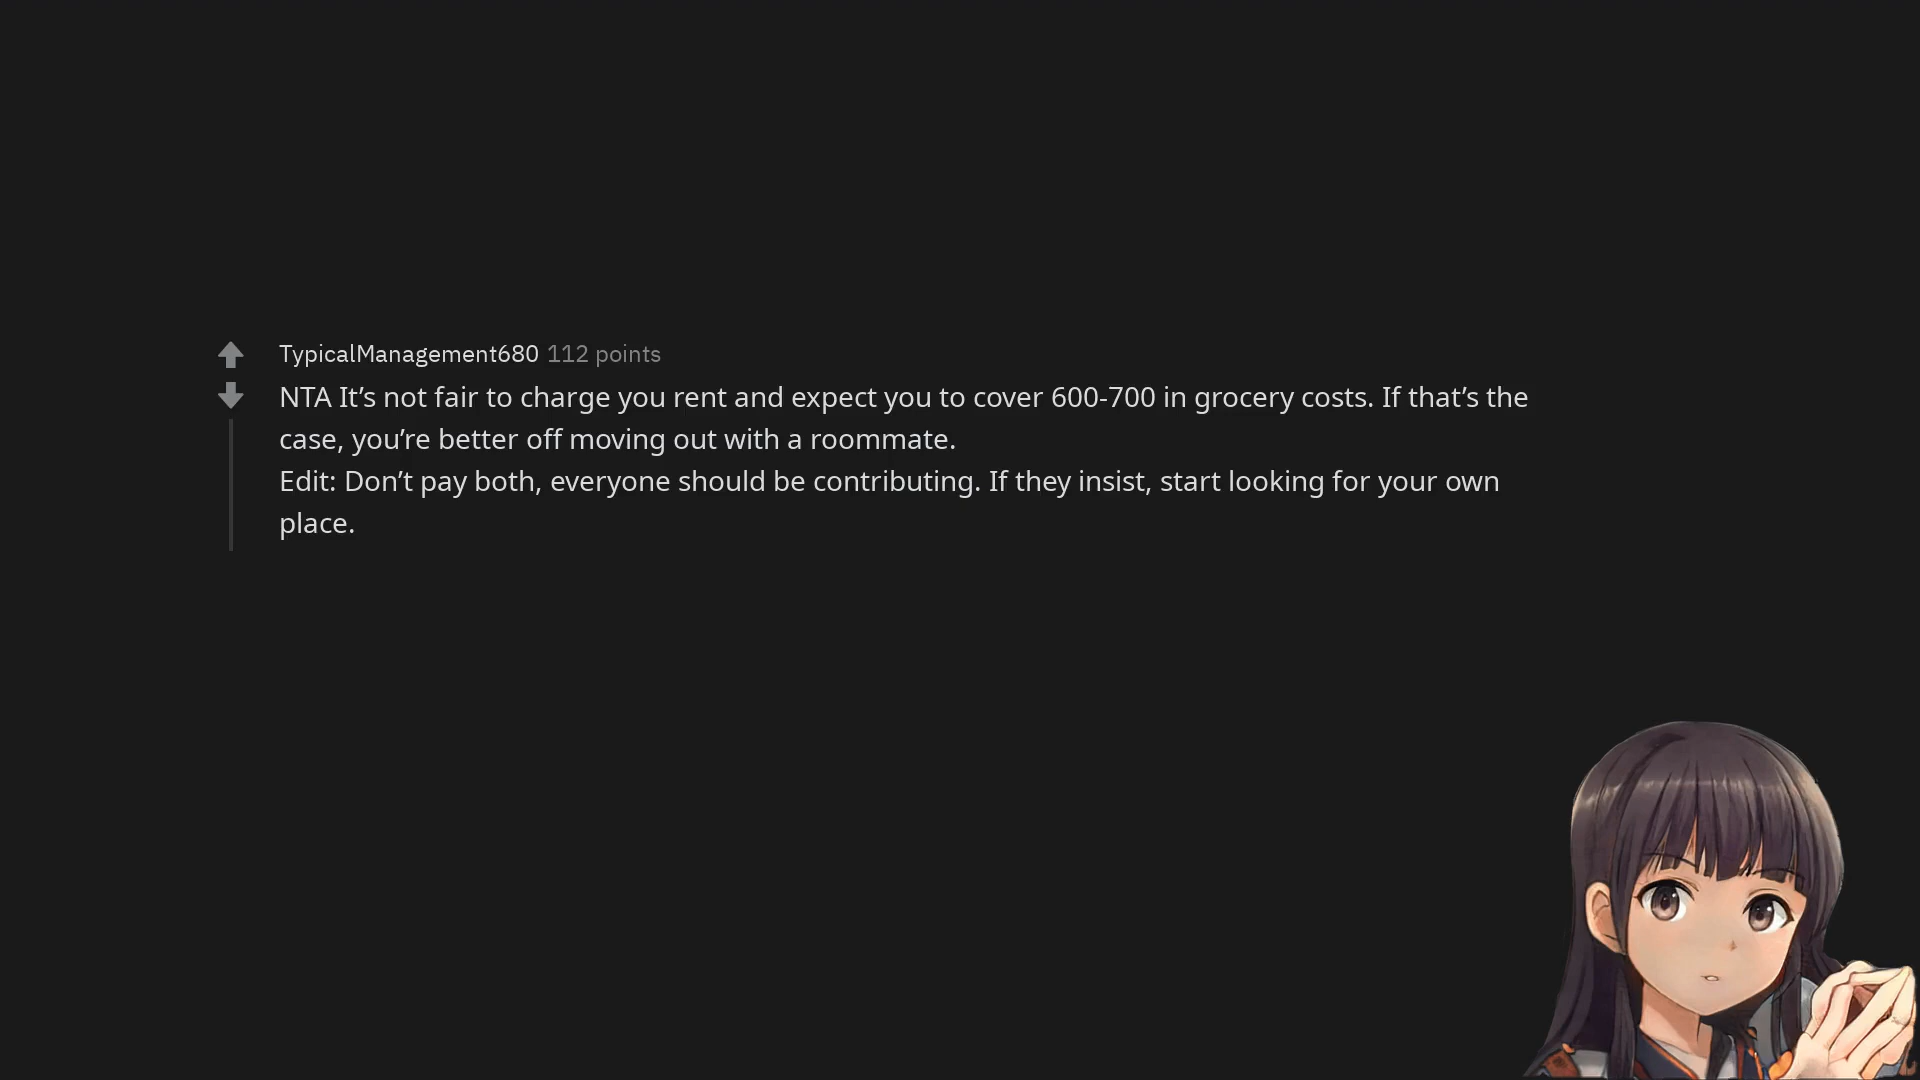 TypicalManagement680 112 points
NTA It’s not fair to charge you rent and expect you to cover 600-700 in grocery costs. If that’s the
case, you’re better off moving out with a roommate.
Edit: Don’t pay both, everyone should be contributing. If they insist, start looking for your own
place.